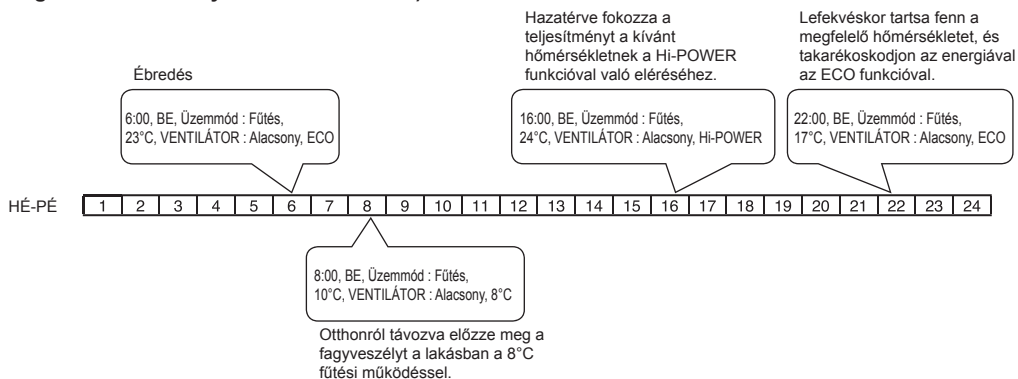 Ébredés
6:00, BE, Üzemmód : Fűtés,
23°C, VENTILÁTOR : Alacsony, ECO
Hazatérve fokozza a
teljesítményt a kívánt
hőmérsékletnek a Hi-POWER
funkcióval való eléréséhez.
16:00, BE, Üzemmód : Fűtés,
24°C, VENTILÁTOR : Alacsony, Hi-POWER
Lefekvéskor tartsa fenn a
megfelelő hőmérsékletet, és
takarékoskodjon az energiával
az ECO funkcióval.
22:00, BE, Üzemmód : Fűtés,
17°C, VENTILÁTOR : Alacsony, ECO
HÉ-PÉ 1 2 3 4 5 6 7 8 9 10 11 12 13 14 15 16 17 18 19 20 21 22 23 24
8:00, BE, Üzemmód : Fűtés,
10°C, VENTILÁTOR : Alacsony, 8°C
Otthonról távozva előzze meg a
fagyveszélyt a lakásban a 8°C
fűtési működéssel.